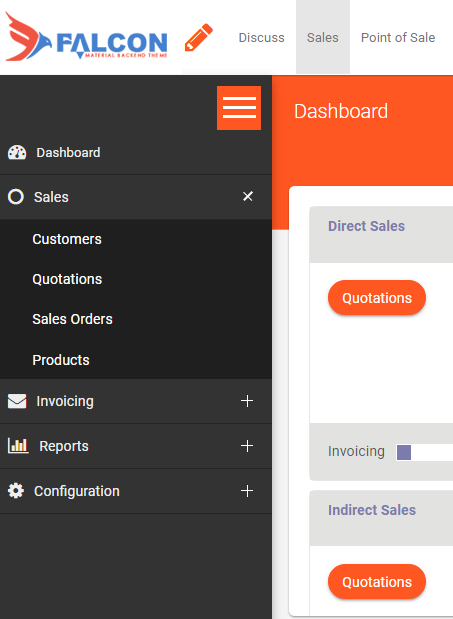 FALCON
MATERIAL BACKEND THEME
Discuss Sales Point of Sale
Dashboard
Dashboard
Sales
Customers
Quotations
Sales Orders
Products
Invoicing
Reports
Configuration
Direct Sales
Quotations
Invoicing
Indirect Sales
Quotations